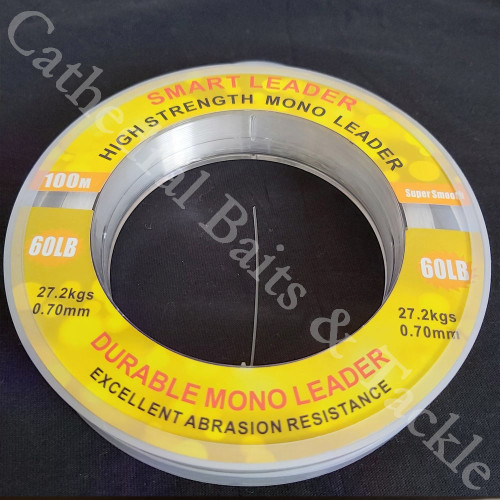 SMART LEADER
HIGH STRENGTH MONO LEADER
100M
Super Smooth
60LB
60LB
27.2kgs
0.70mm
27.2kgs
0.70mm
DURABLE MONO LEADER
EXCELLENT ABRASION RESISTANCE
Cathedral Baits & Tackle